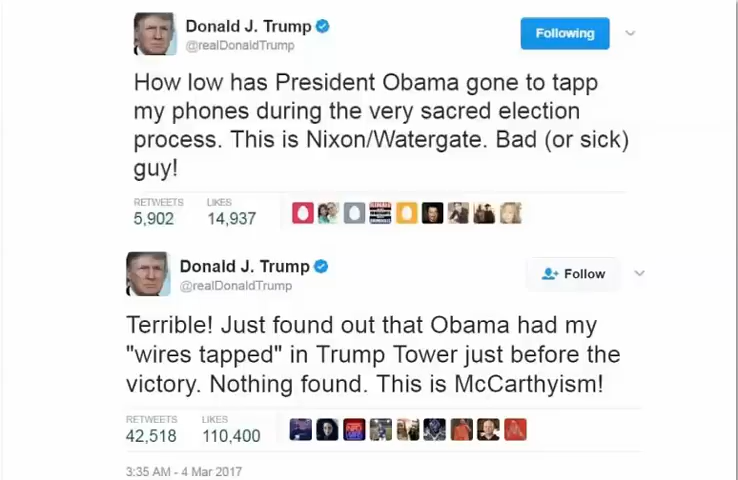 Donald J. Trump
@realDonaldTrump
Following
How low has President Obama gone to tapp
my phones during the very sacred election
process. This is Nixon/Watergate. Bad (or sick)
guy!
RETWEETS LIKES
5,902 14,937
Donald J. Trump
@realDonaldTrump
Follow
Terrible! Just found out that Obama had my
"wires tapped" in Trump Tower just before the
victory. Nothing found. This is McCarthyism!
RETWEETS LIKES
42,518 110,400
3:35 AM - 4 Mar 2017